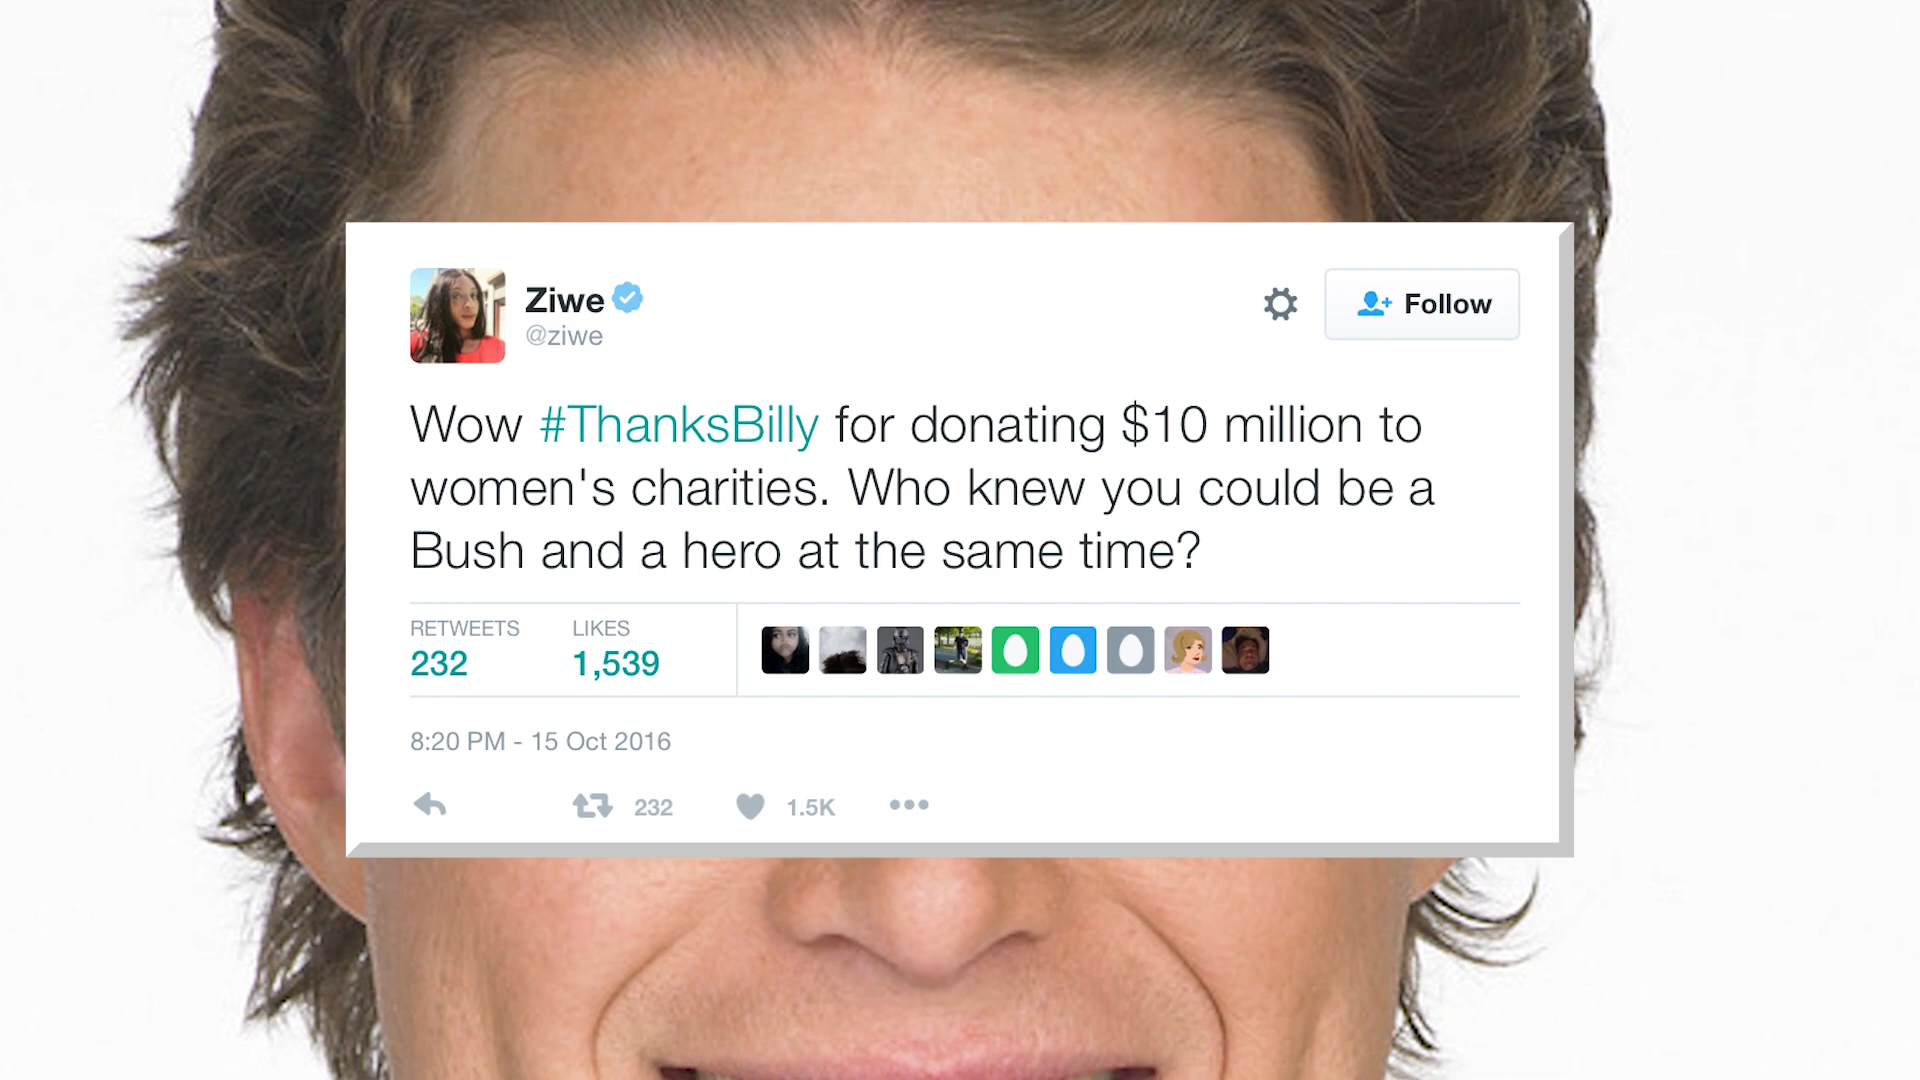 Ziwe
@ziwe
Follow
Wow #ThanksBilly for donating $10 million to
women's charities. Who knew you could be a
Bush and a hero at the same time?
RETWEETS LIKES
232 1,539
8:20 PM - 15 Oct 2016
232 1.5K